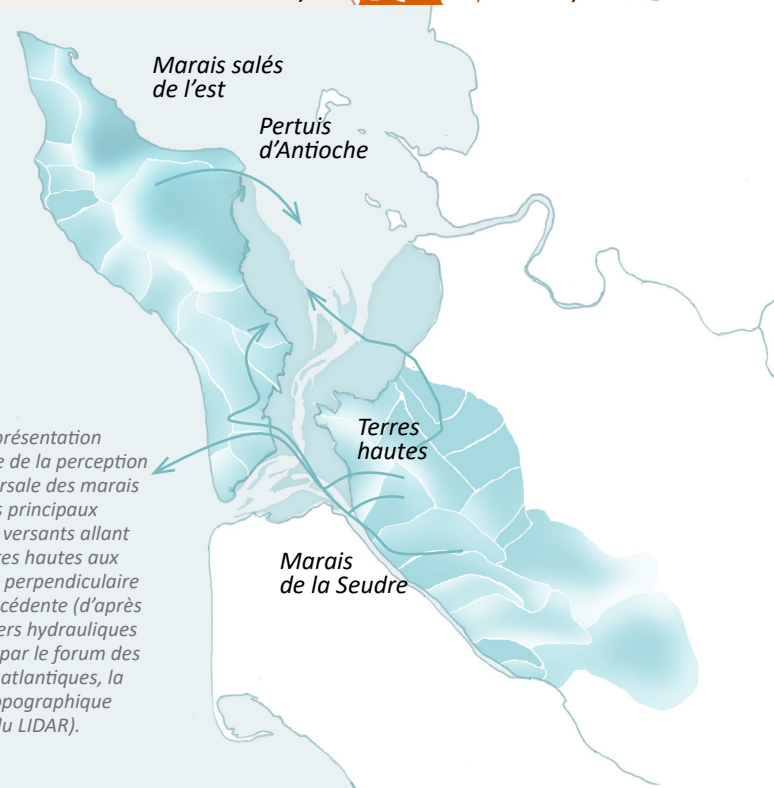 Marais salés
de l'est
Pertuis
d'Antioche
Terres
hautes
Marais
de la Seudre
présentation
e de la perception
rsale des marais
s principaux
versants allant
res hautes aux
perpendiculaire
cédente (d'après
ers hydrauliques
par le forum des
atlantiques, la
opographique
du LIDAR).